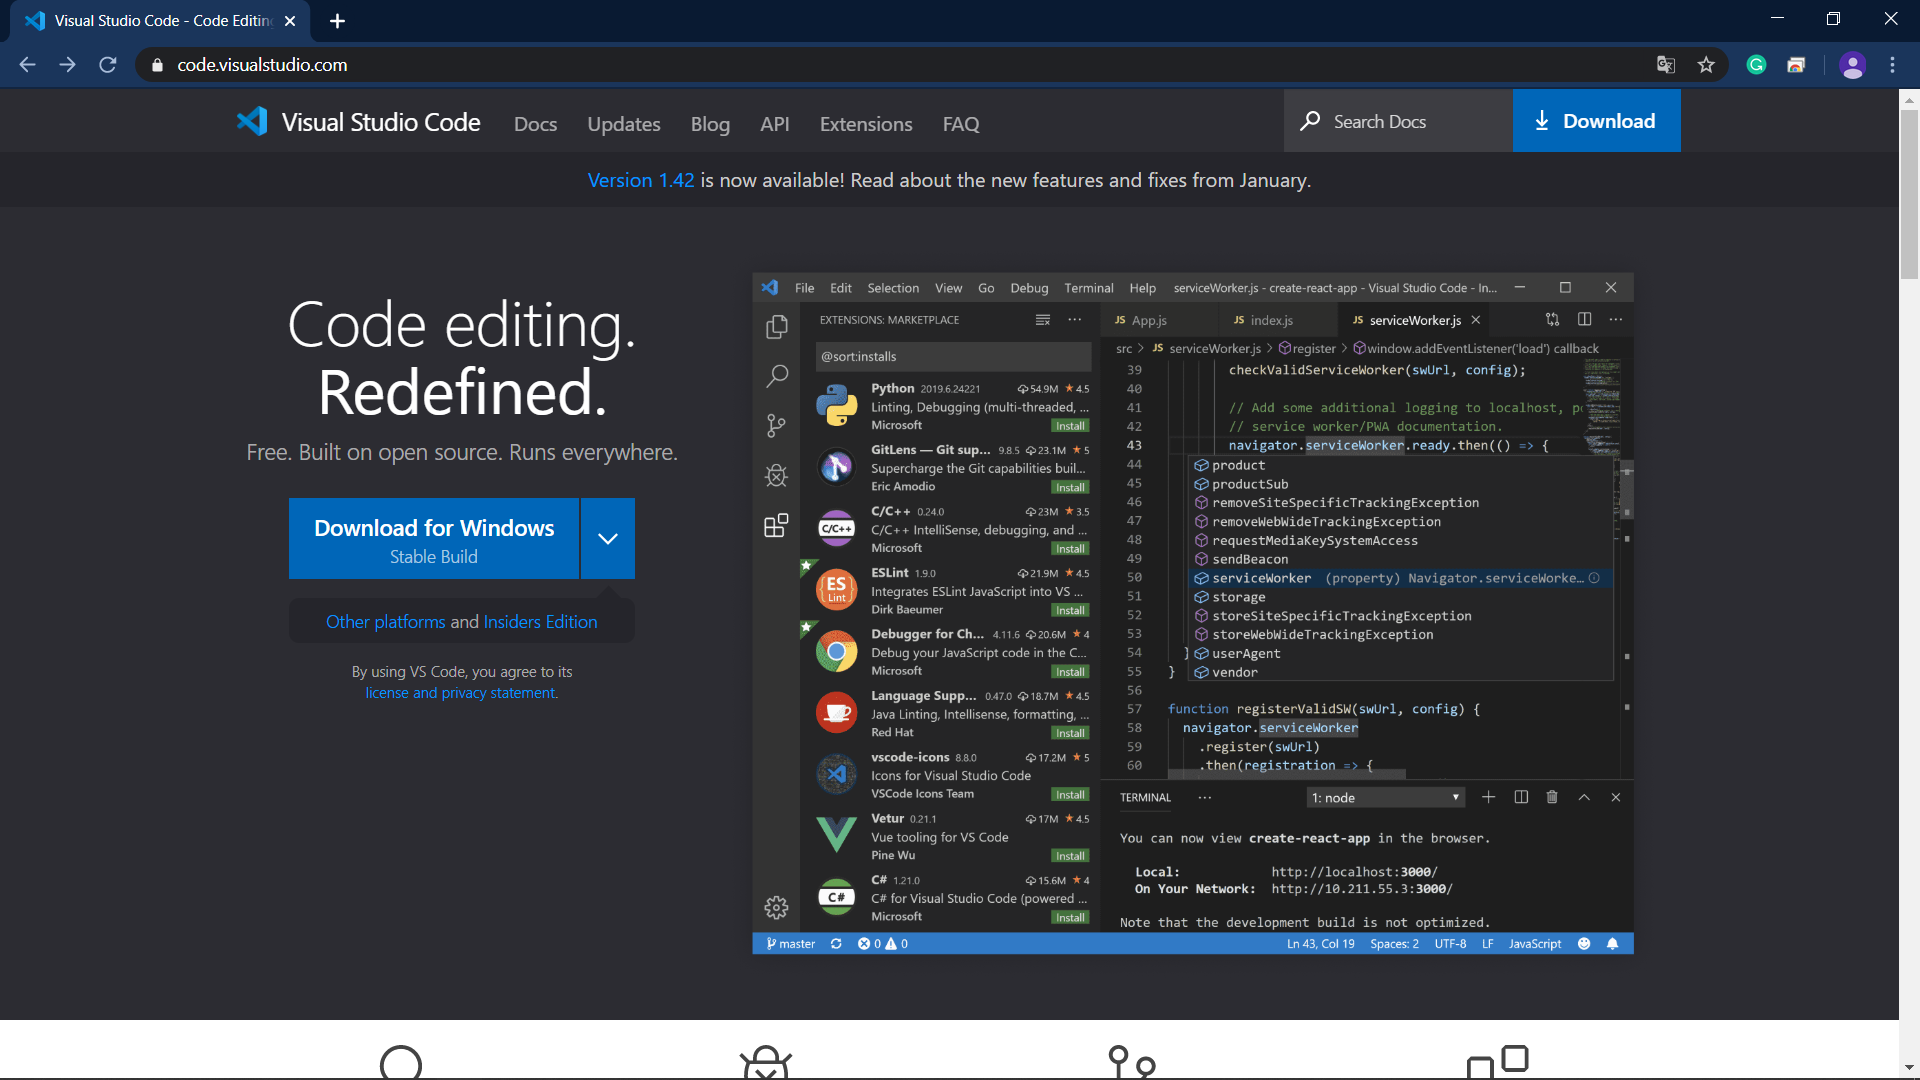 Visual Studio Code - Code Editin
code.visualstudio.com
Visual Studio Code
Docs
Updates
Blog
API
Extensions
FAQ
Search Docs
Download
Version 1.42 is now available! Read about the new features and fixes from January.
Code editing.
Redefined.
Free. Built on open source. Runs everywhere.
Download for Windows
Stable Build
Other platforms and Insiders Edition
By using VS Code, you agree to its
license and privacy statement.
File Edit Selection View Go Debug Terminal Help serviceWorker.js - create-react-app - Visual Studio Code - In...
EXTENSIONS: MARKETPLACE
@sort:installs
Python 2019.6.24221 54.9M 4.5
Linting, Debugging (multi-threaded, ...
Microsoft Install
GitLens — Git sup... 9.8.5 23.1M 5
Supercharge the Git capabilities buil...
Eric Amodio Install
C/C++ C/C++ 0.24.0 23M 3.5
C/C++ IntelliSense, debugging, and ...
Microsoft Install
ES Lint
ESLint 1.9.0 21.9M 4.5
Integrates ESLint JavaScript into VS ...
Dirk Baeumer Install
Debugger for Ch... 4.11.6 20.6M 4
Debug your JavaScript code in the C...
Microsoft Install
Language Supp... 0.47.0 18.7M 4.5
Java Linting, Intellisense, formatting, ...
Red Hat Install
vscode-icons 8.8.0 17.2M 5
Icons for Visual Studio Code
VSCode Icons Team Install
Vetur 0.21.1 17M 4.5
Vue tooling for VS Code
Pine Wu Install
C# C# 1.21.0 15.6M 4
C# for Visual Studio Code (powered ...
Microsoft Install
JS App.js JS index.js JS serviceWorker.js
src > JS serviceWorker.js > register > window.addEventListener('load') callback
39 checkValidServiceWorker(swUrl, config);
40
41 // Add some additional logging to localhost, p
42 // service worker/PWA documentation.
43 navigator.serviceWorker.ready.then(() => {
44 product
45 productSub
46 removeSiteSpecificTrackingException
47 removeWebWideTrackingException
48 requestMediaKeySystemAccess
49 sendBeacon
50 serviceWorker (property) Navigator.serviceWorke...
51 storage
52 storeSiteSpecificTrackingException
53 storeWebWideTrackingException
54 } userAgent
55 } vendor
56
57 function registerValidSW(swUrl, config) {
58 navigator.serviceWorker
59 .register(swUrl)
60 .then(registration => {
TERMINAL ... 1: node
You can now view create-react-app in the browser.
Local: http://localhost:3000/
On Your Network: http://10.211.55.3:3000/
Note that the development build is not optimized.
master 0 0 Ln 43, Col 19 Spaces: 2 UTF-8 LF JavaScript